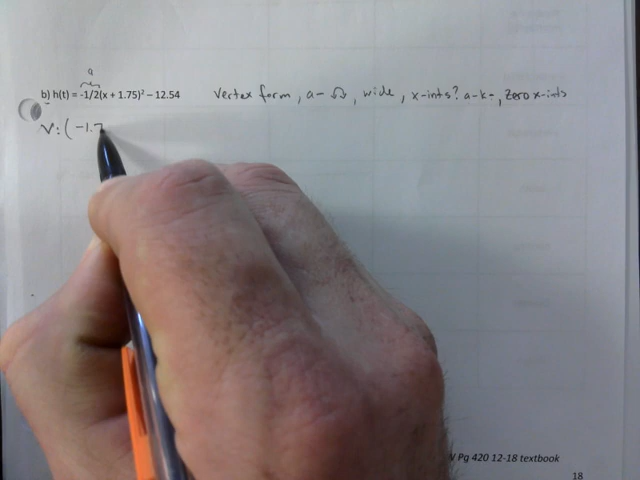 a
b) h(t) = -1/2(x + 1.75)² – 12.54 Vertex form, a- , wide, x-ints? a-k-, zero x-ints
V: (-1.7
V Pg 420 12-18 textbook
18